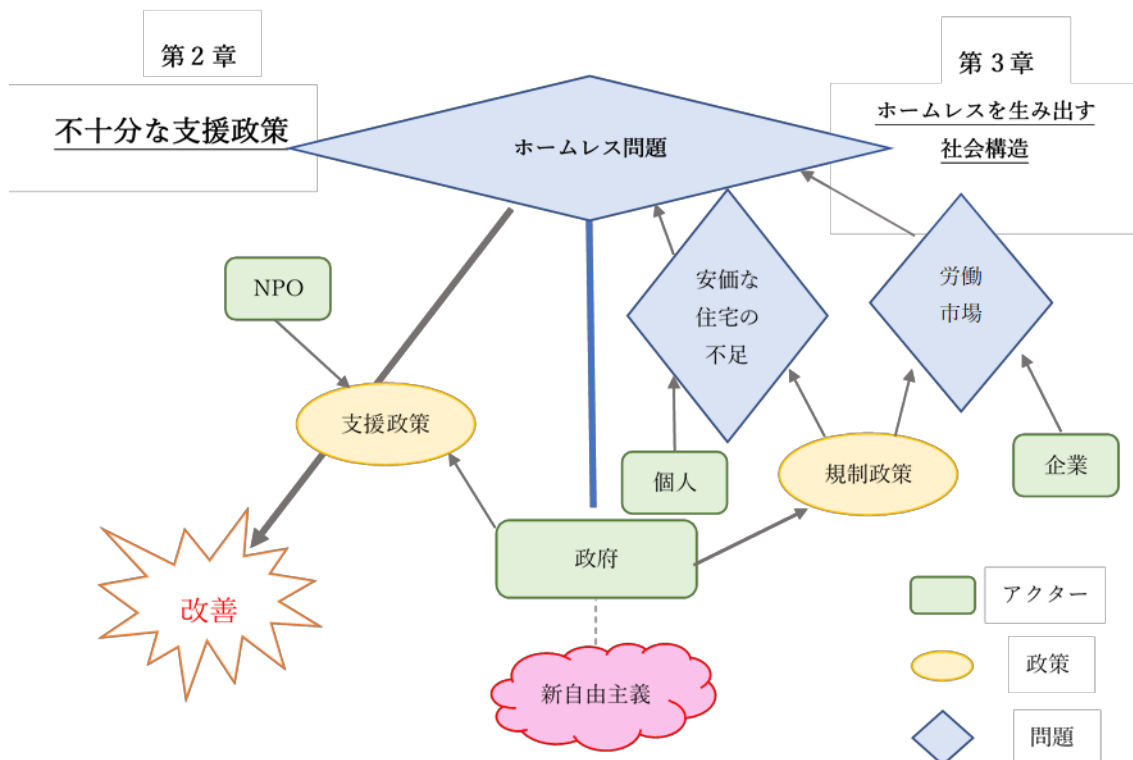 第2章
不十分な支援政策
ホームレス問題
第3章
ホームレスを生み出す
社会構造
NPO
安価な
住宅の
不足
労働
市場
支援政策
個人
規制政策
企業
政府
改善
新自由主義
アクター
政策
問題